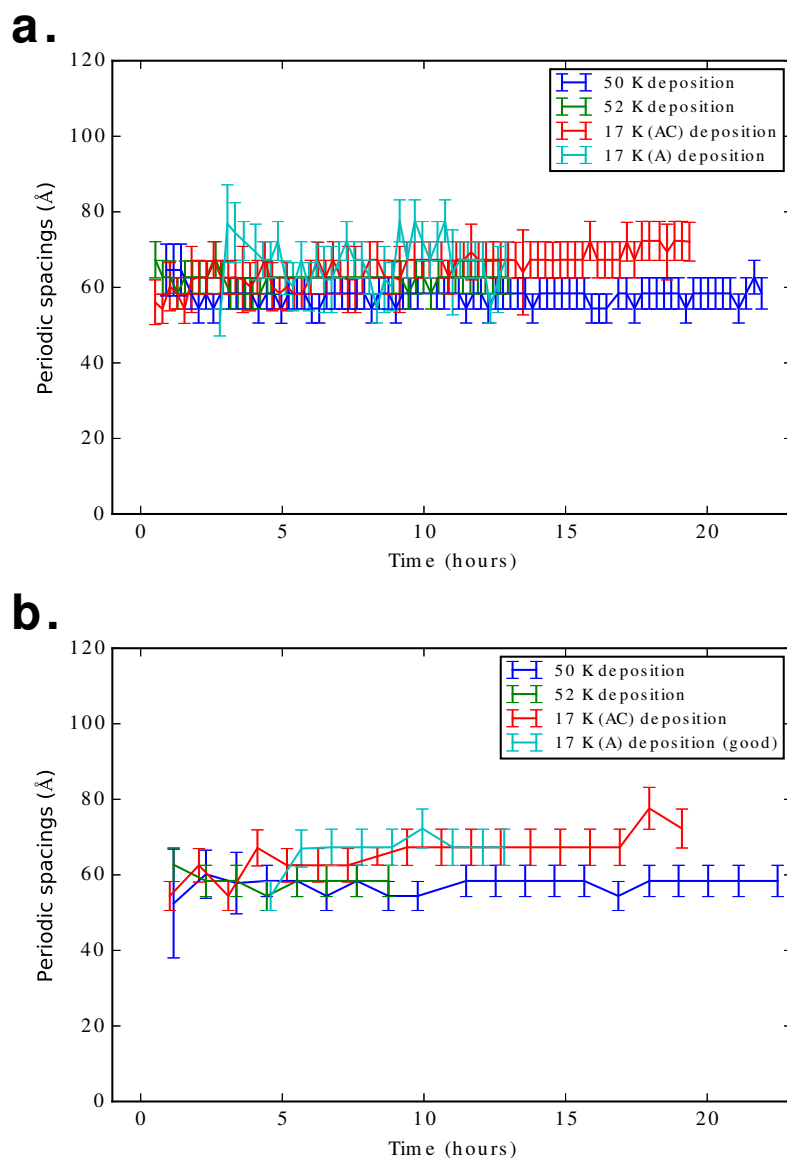 a.
120
100
80
60
40
20
0
Periodic spacings (Å)
50 K deposition
52 K deposition
17 K (AC) deposition
17 K (A) deposition
0 5 10 15 20
Time (hours)
b.
120
100
80
60
40
20
0
Periodic spacings (Å)
50 K deposition
52 K deposition
17 K (AC) deposition
17 K (A) deposition (good)
0 5 10 15 20
Time (hours)